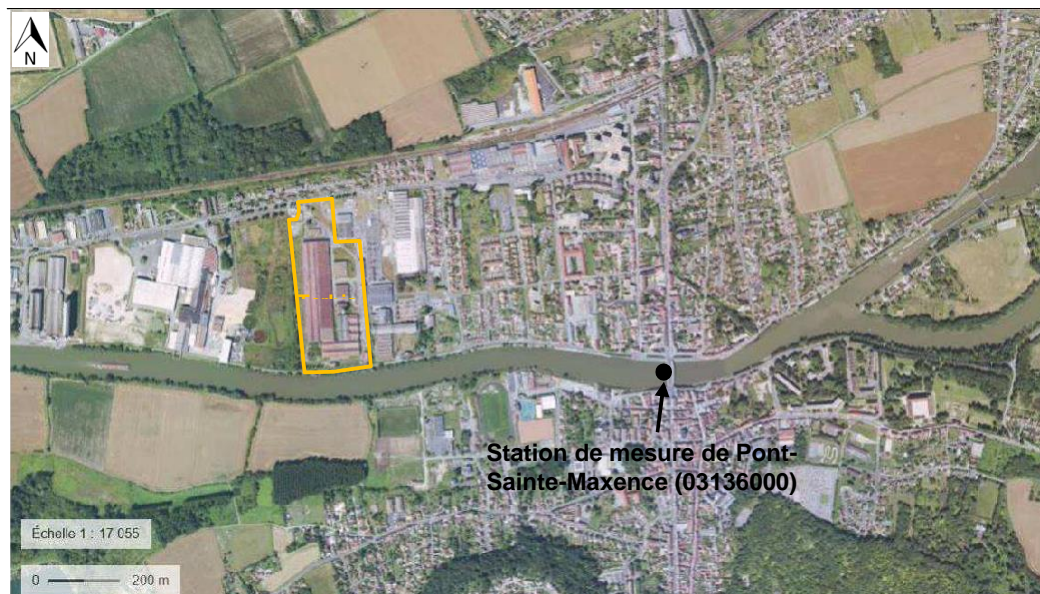 N
Station de mesure de Pont-
Sainte-Maxence (03136000)
Échelle 1 : 17 055
0 200 m